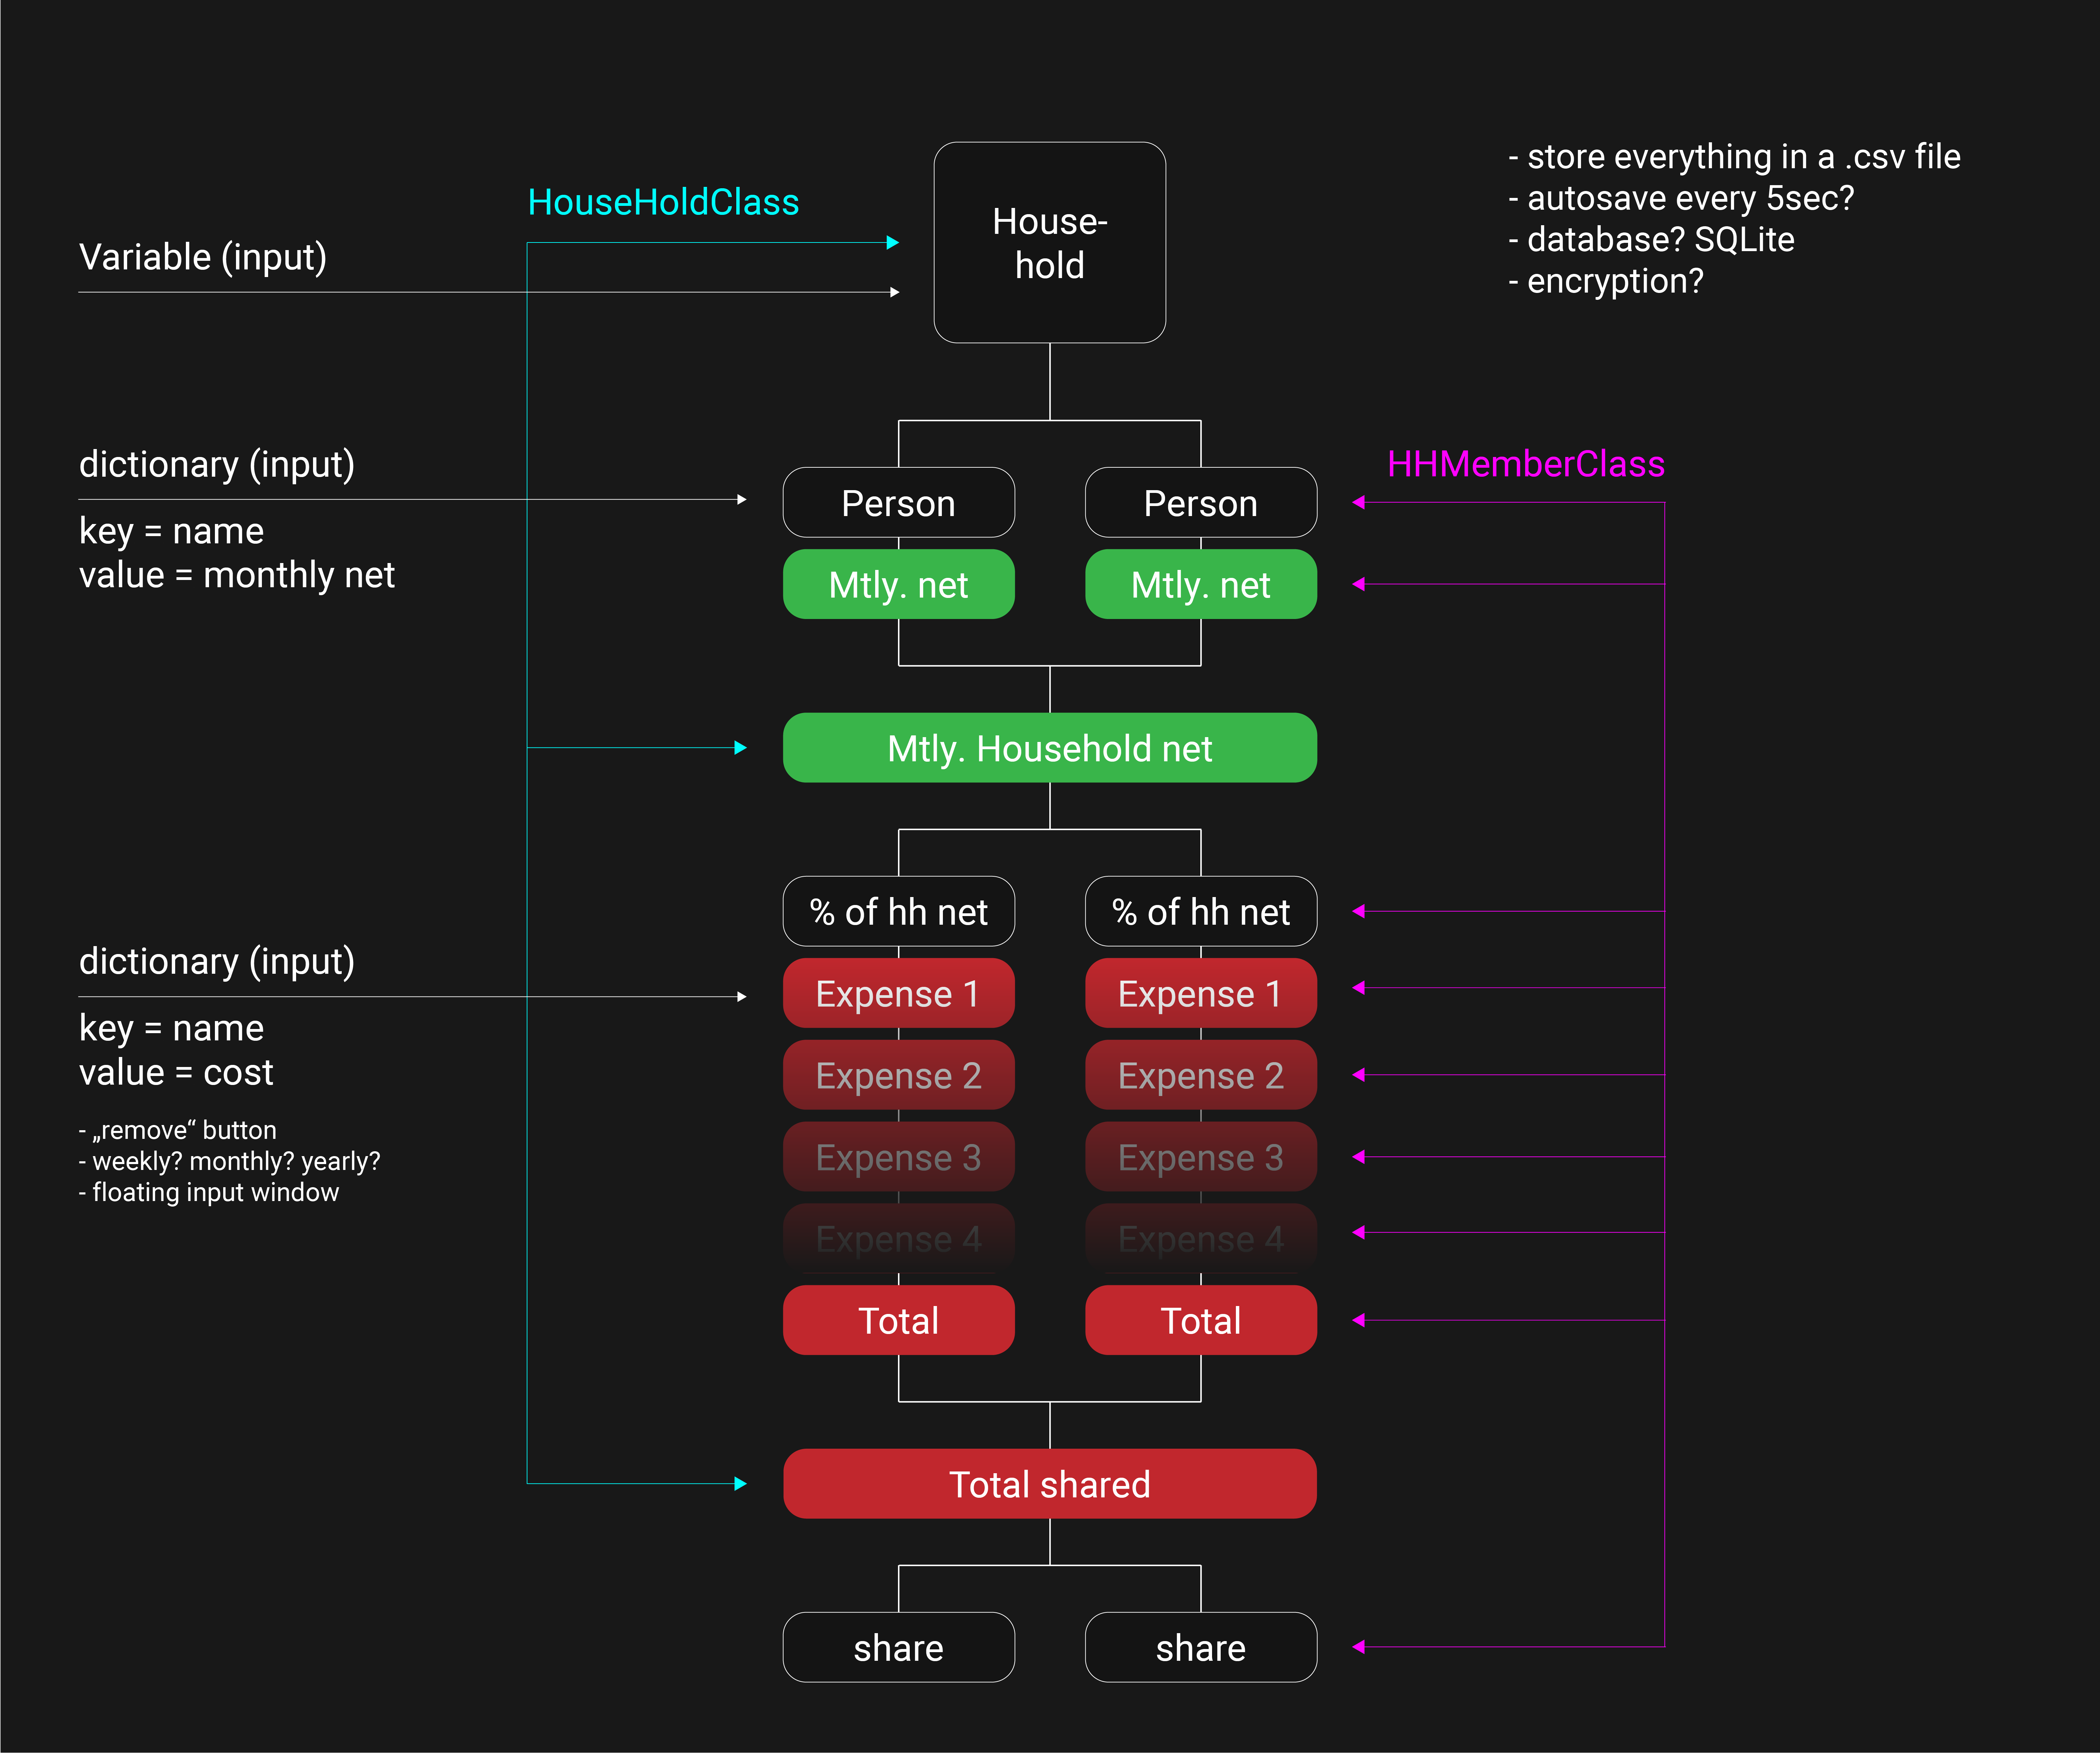 House-
hold
HouseHoldClass
Variable (input)
- store everything in a .csv file
- autosave every 5sec?
- database? SQLite
- encryption?
dictionary (input)
key = name
value = monthly net
Person
Person
HHMemberClass
Mtly. net
Mtly. net
Mtly. Household net
% of hh net
% of hh net
dictionary (input)
key = name
value = cost
- „remove“ button
- weekly? monthly? yearly?
- floating input window
Expense 1
Expense 1
Expense 2
Expense 2
Expense 3
Expense 3
Expense 4
Expense 4
Total
Total
Total shared
share
share